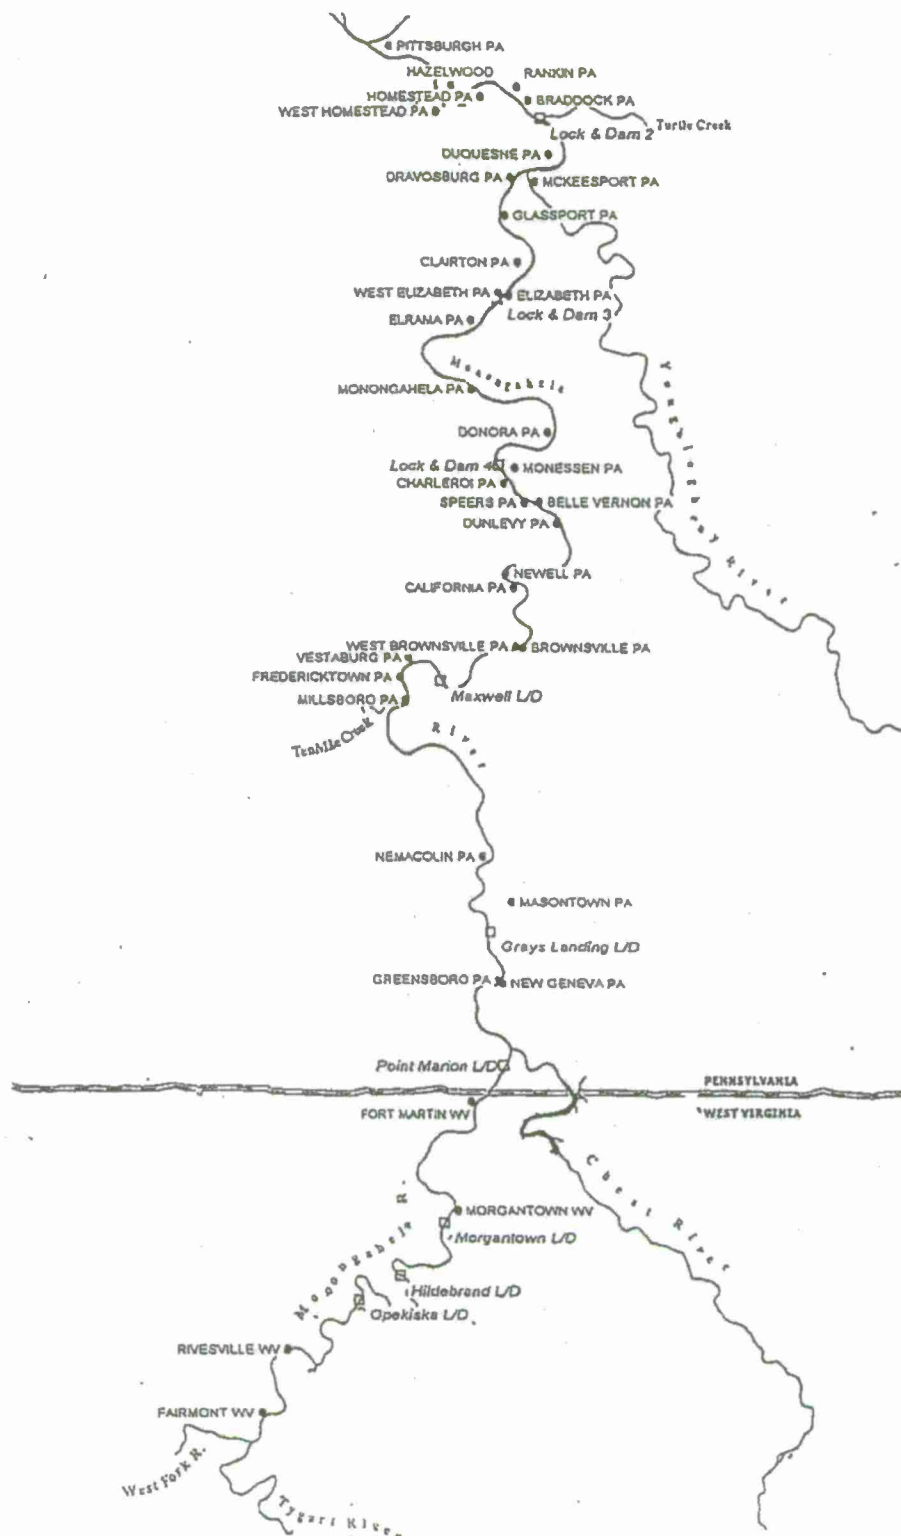 PITTSBURGH PA
HAZELWOOD
RANKIN PA
HOMESTEAD PA
BRADDOCK PA
WEST HOMESTEAD PA
Turtle Creek
Lock & Dam 2
DUQUESNE PA
DRAVOSBURG PA
MCKEESPORT PA
GLASSPORT PA
CLAIRTON PA
WEST ELIZABETH PA
ELIZABETH PA
Lock & Dam 3
ELRAMA PA
Monongahela
MONONGAHELA PA
Youghiogheny River
DONORA PA
Lock & Dam 4
MONESSEN PA
CHARLEROI PA
SPEERS PA
BELLE VERNON PA
DUNLEVY PA
NEWELL PA
CALIFORNIA PA
WEST BROWNSVILLE PA
BROWNSVILLE PA
VESTABURG PA
FREDERICKTOWN PA
Maxwell L/D
MILLSBORO PA
Tenmile Creek
River
NEMACOLIN PA
MASONTOWN PA
Grays Landing L/D
GREENSBORO PA
NEW GENEVA PA
Point Marion L/D
PENNSYLVANIA
WEST VIRGINIA
FORT MARTIN WV
Cheat River
Monongahela R.
MORGANTOWN WV
Morgantown L/D
Hildebrand L/D
Opekiska L/D
RIVESVILLE WV
FAIRMONT WV
West Fork R.
Tygart River